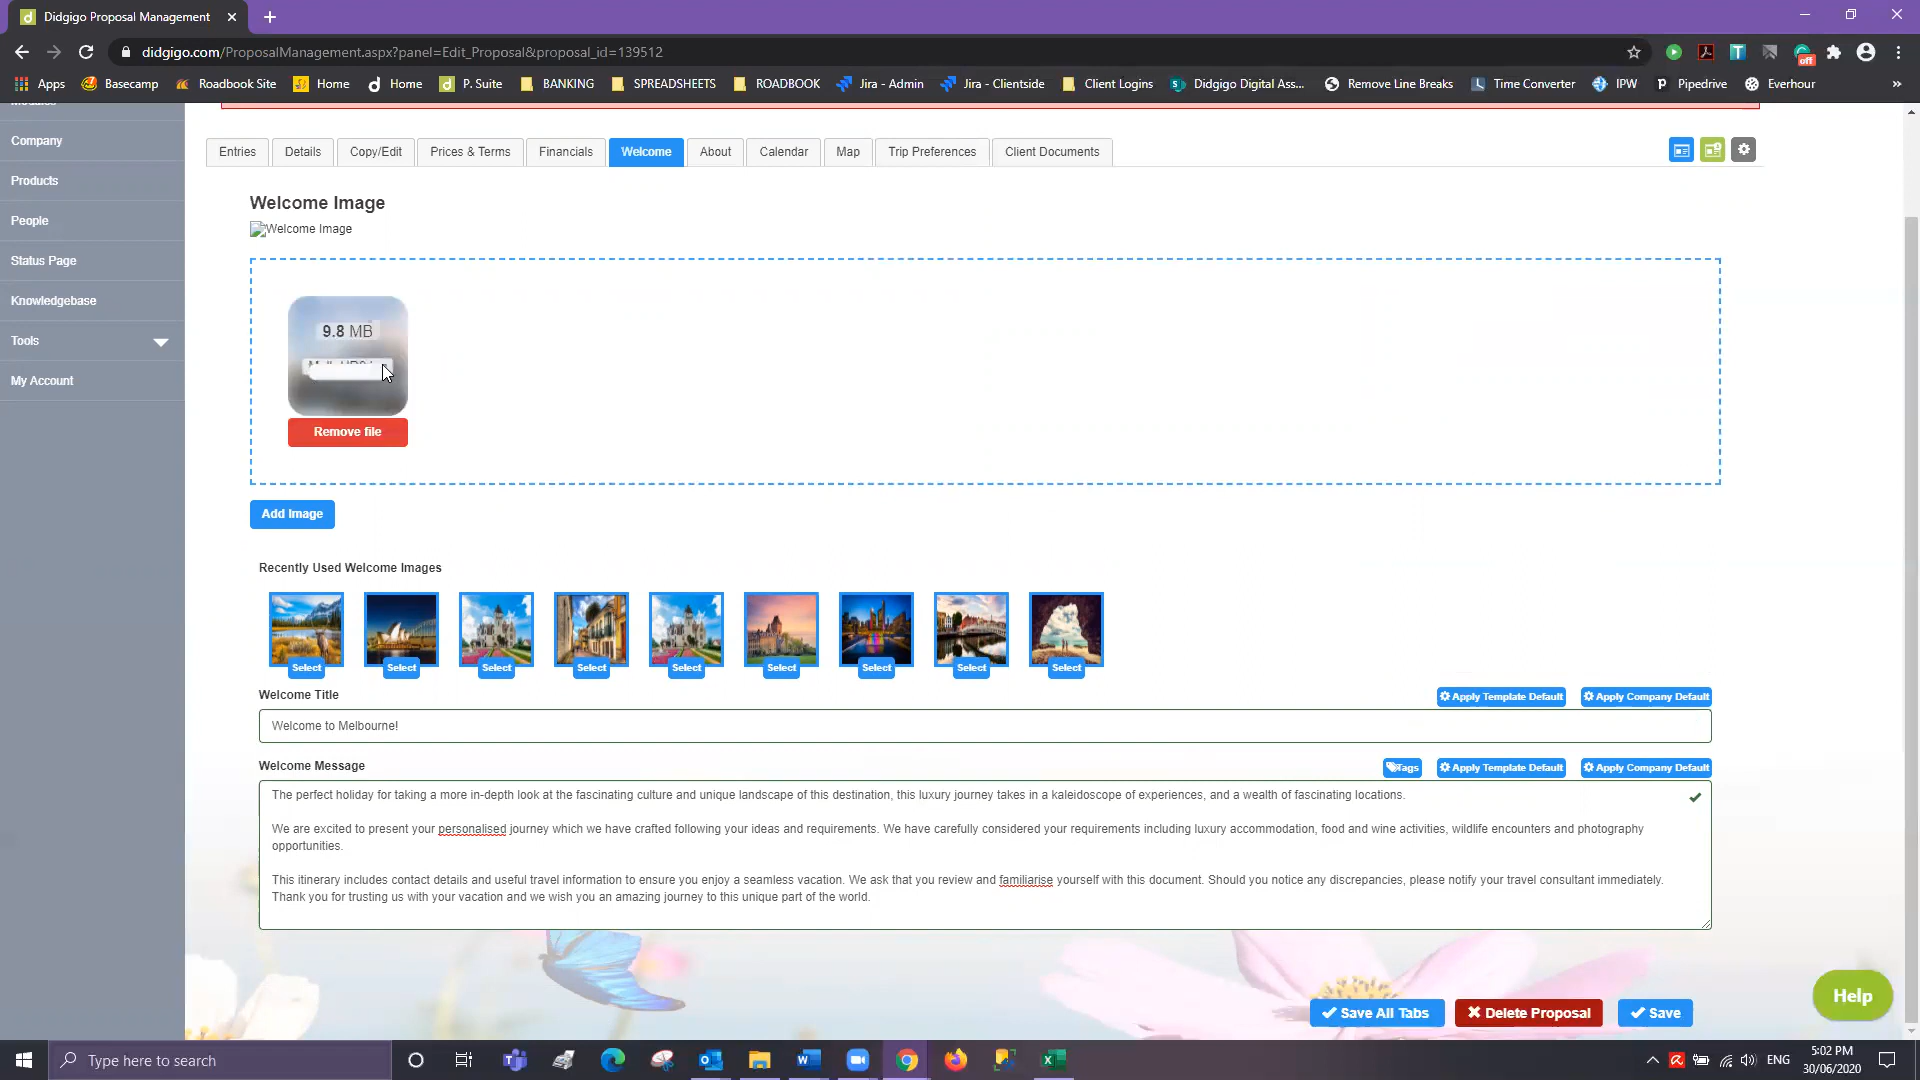 Didgigo Proposal Management
didgigo.com/ProposalManagement.aspx?panel=Edit_Proposal&proposal_id=139512
off
Apps Basecamp Roadbook Site Home Home P. Suite BANKING SPREADSHEETS ROADBOOK Jira - Admin Jira - Clientside Client Logins Didgigo Digital Ass... Remove Line Breaks Time Converter IPW Pipedrive Everhour »
Company
Products
People
Status Page
Knowledgebase
Tools
My Account
Entries Details Copy/Edit Prices & Terms Financials Welcome About Calendar Map Trip Preferences Client Documents
Welcome Image
Welcome Image
9.8 MB
Remove file
Add Image
Recently Used Welcome Images
Select Select Select Select Select Select Select Select Select
Welcome Title
Apply Template Default Apply Company Default
Welcome to Melbourne!
Welcome Message
Tags Apply Template Default Apply Company Default
The perfect holiday for taking a more in-depth look at the fascinating culture and unique landscape of this destination, this luxury journey takes in a kaleidoscope of experiences, and a wealth of fascinating locations.
We are excited to present your personalised journey which we have crafted following your ideas and requirements. We have carefully considered your requirements including luxury accommodation, food and wine activities, wildlife encounters and photography
opportunities.
This itinerary includes contact details and useful travel information to ensure you enjoy a seamless vacation. We ask that you review and familiarise yourself with this document. Should you notice any discrepancies, please notify your travel consultant immediately.
Thank you for trusting us with your vacation and we wish you an amazing journey to this unique part of the world.
Save All Tabs Delete Proposal Save
Help
Type here to search
ENG
5:02 PM
30/06/2020